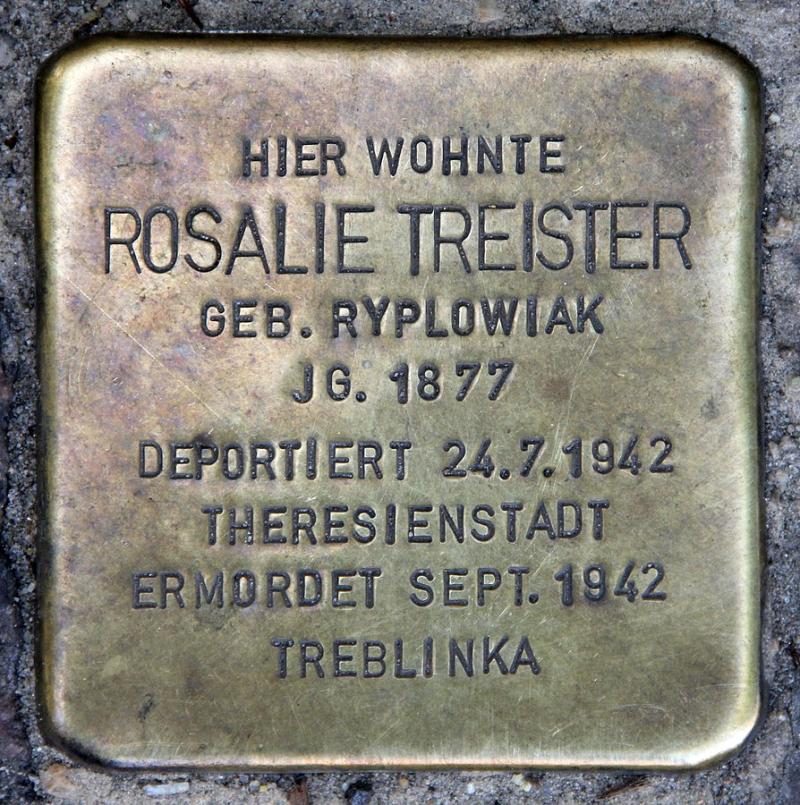 HIER WOHNTE
ROSALIE TREISTER
GEB. RYPLOWIAK
JG. 1877
DEPORTIERT 24.7.1942
THERESIENSTADT
ERMORDET SEPT. 1942
TREBLINKA